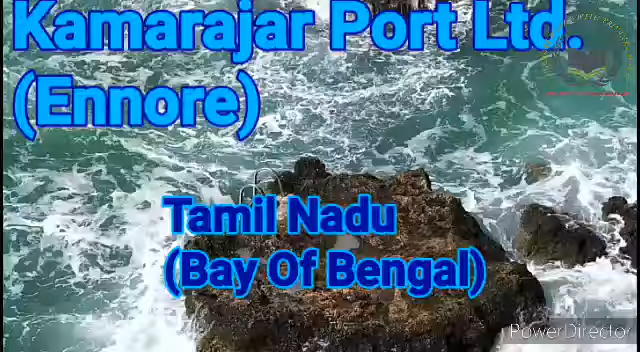 Kamarajar Port Ltd.
(Ennore)
Tamil Nadu
(Bay Of Bengal)
PowerDirector